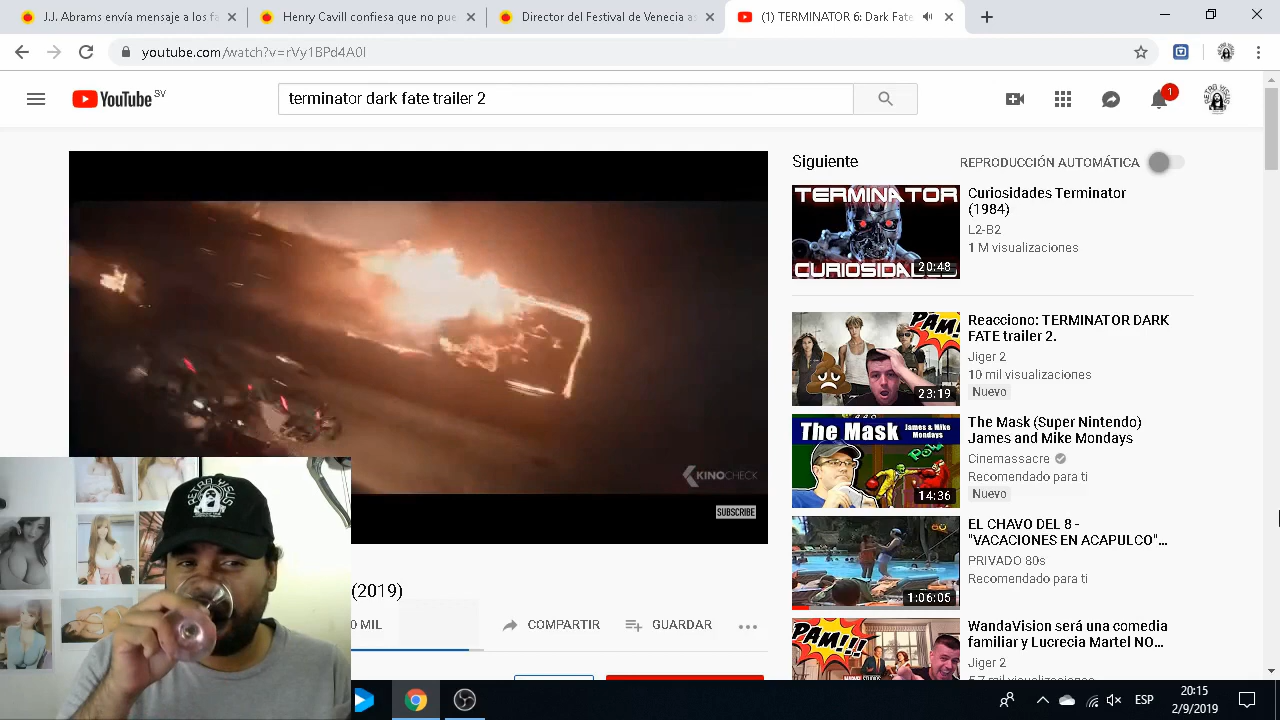 JJ. Abrams envía mensaje a los fa
Henry Cavill confiesa que no pue
Director del Festival de Venecia as
(1) TERMINATOR 6: Dark Fate
youtube.com/watch?v=rVy1BPd4A0I
YouTube SV
terminator dark fate trailer 2
1
Siguiente
REPRODUCCIÓN AUTOMÁTICA
TERMINATOR
CURIOSIDADES
20:48
Curiosidades Terminator
(1984)
L2-B2
1 M visualizaciones
PAM!
23:19
Reacciono: TERMINATOR DARK
FATE trailer 2.
Jiger 2
10 mil visualizaciones
Nuevo
The Mask
James & Mike
Mondays
14:36
The Mask (Super Nintendo)
James and Mike Mondays
Cinemassacre
Recomendado para ti
Nuevo
1:06:05
EL CHAVO DEL 8 -
"VACACIONES EN ACAPULCO"...
PRIVADO 80s
Recomendado para ti
PAM!!!
WandaVision será una comedia
familiar y Lucrecia Martel NO...
Jiger 2
KINOCHECK
SUBSCRIBE
RETRO
(2019)
0 MIL
COMPARTIR
GUARDAR
ESP
20:15
2/9/2019